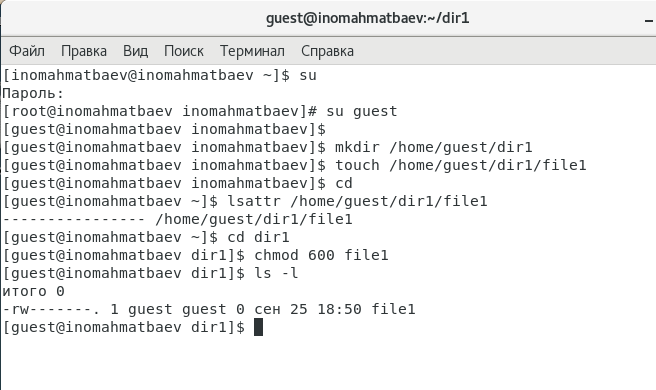 guest@inomahmatbaev:~/dir1
Файл Правка Вид Поиск Терминал Справка
[inomahmatbaev@inomahmatbaev ~]$ su
Пароль:
[root@inomahmatbaev inomahmatbaev]# su guest
[guest@inomahmatbaev inomahmatbaev]$
[guest@inomahmatbaev inomahmatbaev]$ mkdir /home/guest/dir1
[guest@inomahmatbaev inomahmatbaev]$ touch /home/guest/dir1/file1
[guest@inomahmatbaev inomahmatbaev]$ cd
[guest@inomahmatbaev ~]$ lsattr /home/guest/dir1/file1
---------------- /home/guest/dir1/file1
[guest@inomahmatbaev ~]$ cd dir1
[guest@inomahmatbaev dir1]$ chmod 600 file1
[guest@inomahmatbaev dir1]$ ls -l
итого 0
-rw-------. 1 guest guest 0 сен 25 18:50 file1
[guest@inomahmatbaev dir1]$